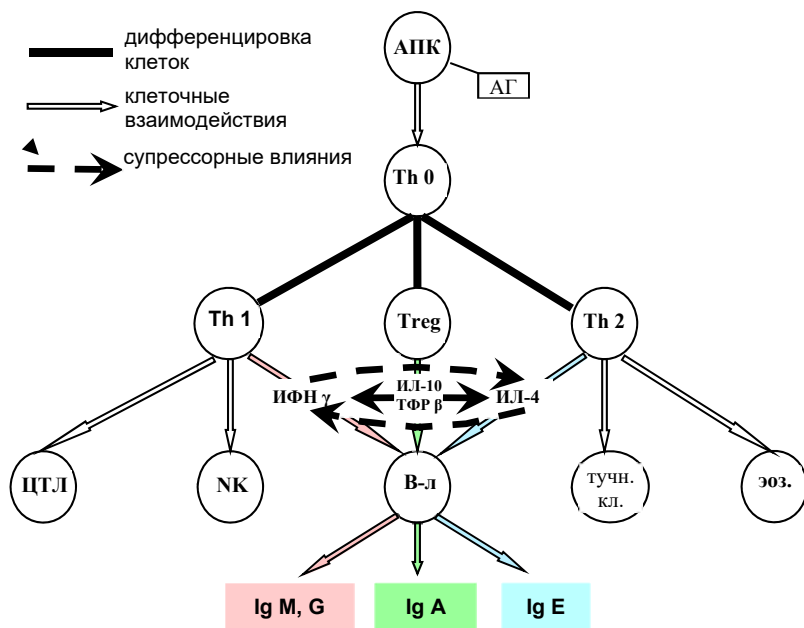 дифференцировка
клеток
клеточные
взаимодействия
супрессорные влияния
АПК
АГ
Th 0
Th 1
Treg
Th 2
ИФН γ
ИЛ-10
ТФР β
ИЛ-4
ЦТЛ
NK
В-л
тучн.
кл.
эоз.
Ig M, G
Ig A
Ig E